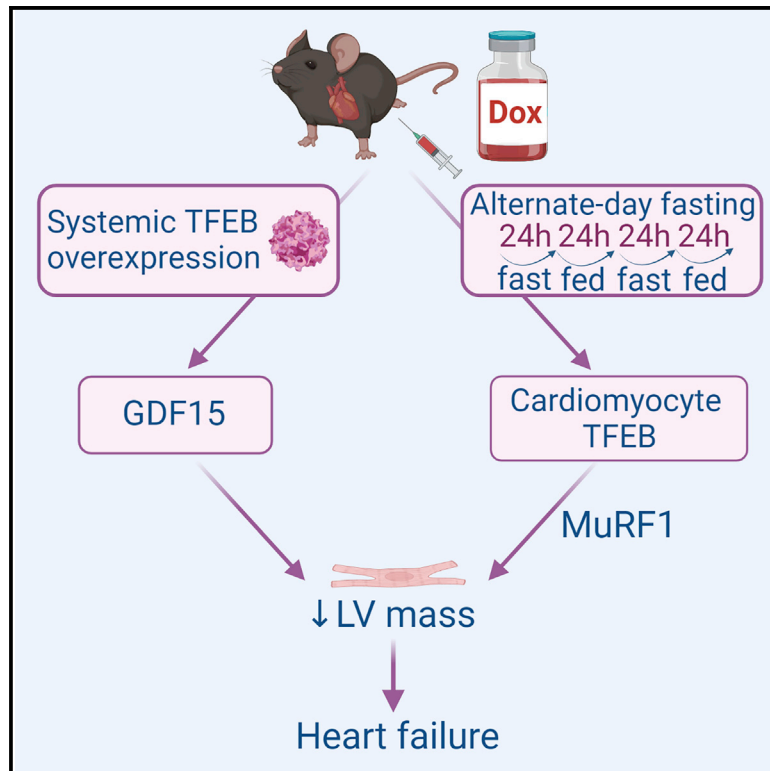 Dox
Systemic TFEB
overexpression
Alternate-day fasting
24h 24h 24h 24h
fast fed fast fed
GDF15
Cardiomyocyte
TFEB
MuRF1
↓LV mass
Heart failure